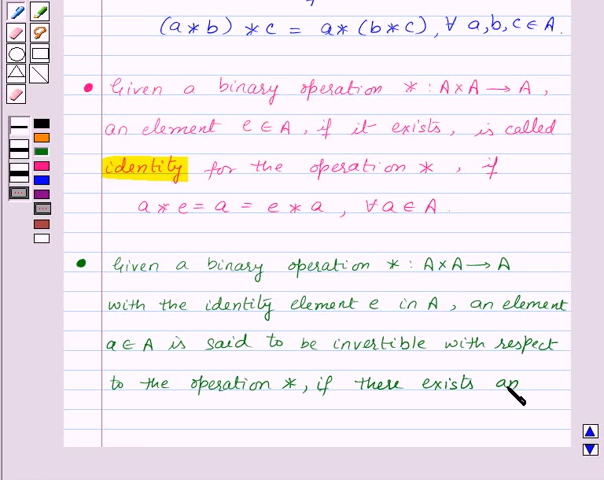 (a * b) * c = a * (b * c), ∀ a, b, c ∈ A.
• Given a binary operation * : A × A → A,
an element e ∈ A, if it exists, is called
identity for the operation *, if
a * e = a = e * a, ∀ a ∈ A.
• Given a binary operation * : A × A → A
with the identity element e in A, an element
a ∈ A is said to be invertible with respect
to the operation *, if there exists an